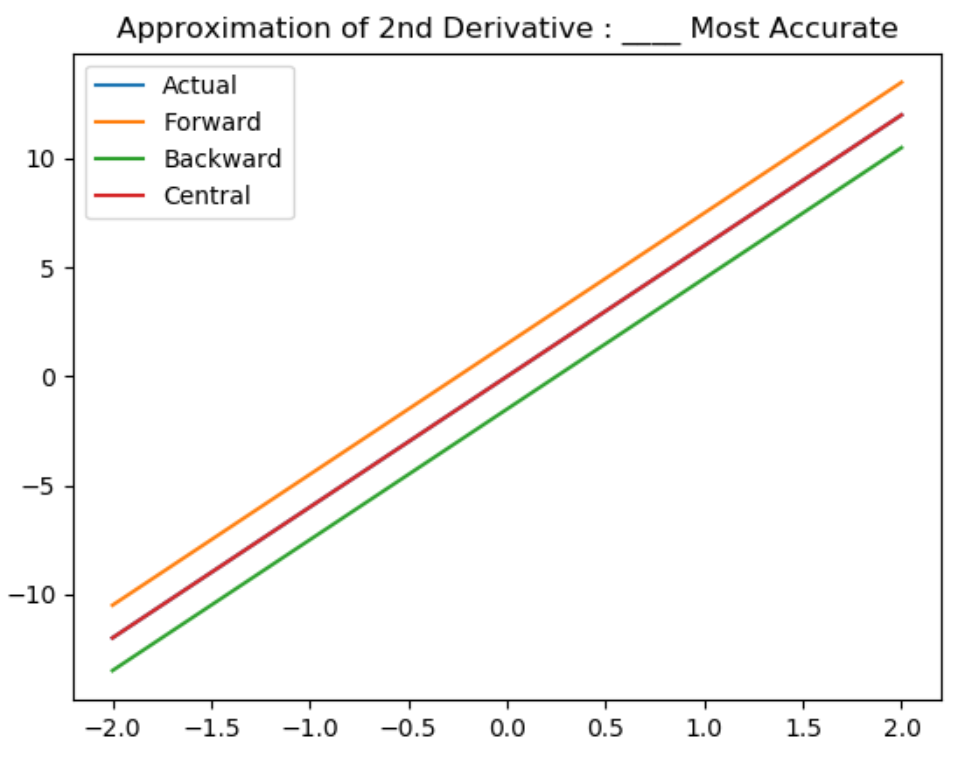 Approximation of 2nd Derivative : ____ Most Accurate
Actual
Forward
Backward
Central
10
5
0
−5
−10
−2.0 −1.5 −1.0 −0.5 0.0 0.5 1.0 1.5 2.0